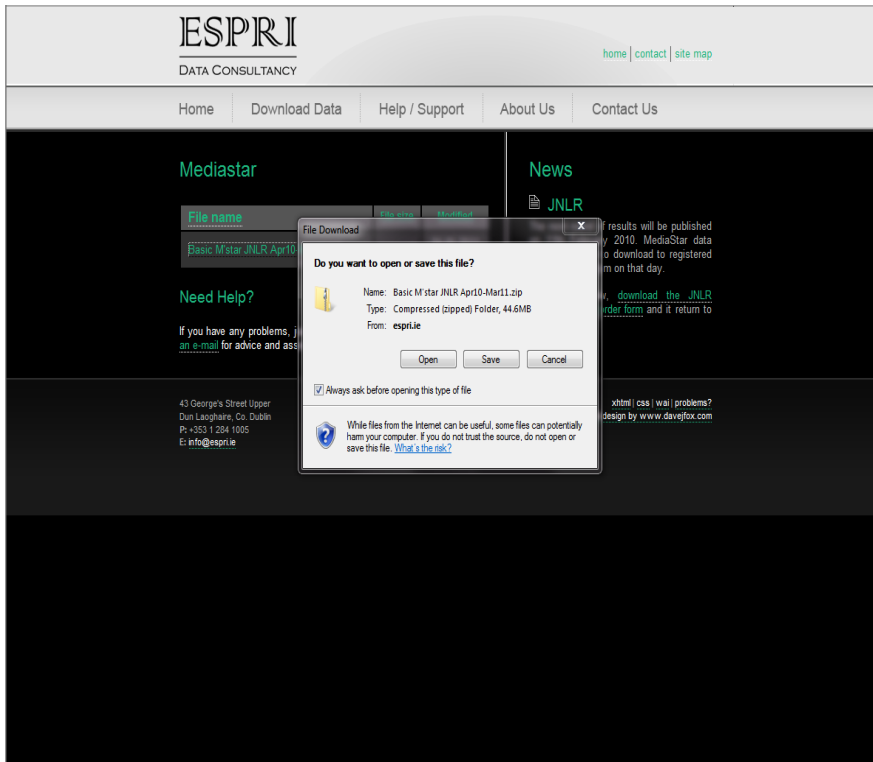 ESPRI
DATA CONSULTANCY
home | contact | site map
Home
Download Data
Help / Support
About Us
Contact Us
Mediastar
File name
File size
Modified
Basic M'star JNLR Apr10-
Need Help?
If you have any problems, j
an e-mail for advice and ass
News
JNLR
f results will be published
y 2010. MediaStar data
o download to registered
m on that day.
download the JNLR
rder form and it return to
File Download
X
Do you want to open or save this file?
Name: Basic M'star JNLR Apr10-Mar11.zip
Type: Compressed (zipped) Folder, 44.6MB
From: espri.ie
Open
Save
Cancel
Always ask before opening this type of file
While files from the Internet can be useful, some files can potentially
harm your computer. If you do not trust the source, do not open or
save this file. What's the risk?
43 George's Street Upper
Dun Laoghaire, Co. Dublin
P: +353 1 284 1005
E: info@espri.ie
xhtml | css | wai | problems?
design by www.davejfox.com